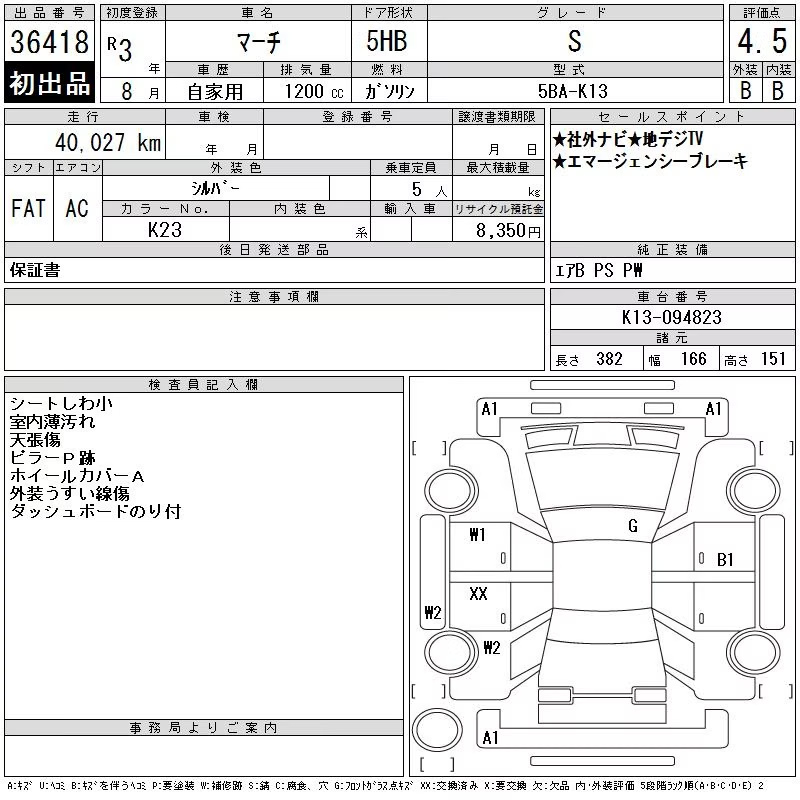 出品番号 初度登録 車名 ドア形状 グレード 評価点
36418 R3年 マーチ 5HB S 4.5
初出品 8月 車歴 排気量 燃料 型式 外装 内装
自家用 1200cc ｶﾞｿﾘﾝ 5BA-K13 B B
走行 車検 登録番号 譲渡書類期限 セールスポイント
40,027 km 年 月 月 日 ★社外ナビ★地デジTV
★エマージェンシーブレーキ
シフト エアコン 外装色 乗車定員 最大積載量
FAT AC ｼﾙﾊﾞｰ 5人 kg
カラーNo. 内装色 輸入車 リサイクル預託金
K23 系 8,350円
後日発送部品 純正装備
保証書 ｴｱB PS PW
注意事項欄 車台番号
K13-094823
諸元
長さ 382 幅 166 高さ 151
検査員記入欄
シートしわ小
室内薄汚れ
天張傷
ピラーＰ跡
ホイールカバーＡ
外装うすい線傷
ダッシュボードのり付
事務局よりご案内
A1 A1
G
W1 B1
XX
W2
W2
A1
A:ｷｽﾞ U:ﾍｺﾐ B:ｷｽﾞを伴うﾍｺﾐ P:要塗装 W:補修跡 S:錆 C:腐食、穴 G:ﾌﾛﾝﾄｶﾞﾗｽ点ｷｽﾞ XX:交換済み X:要交換 欠:欠品 内･外装評価 5段階ﾗﾝｸ順(A･B･C･D･E) 2